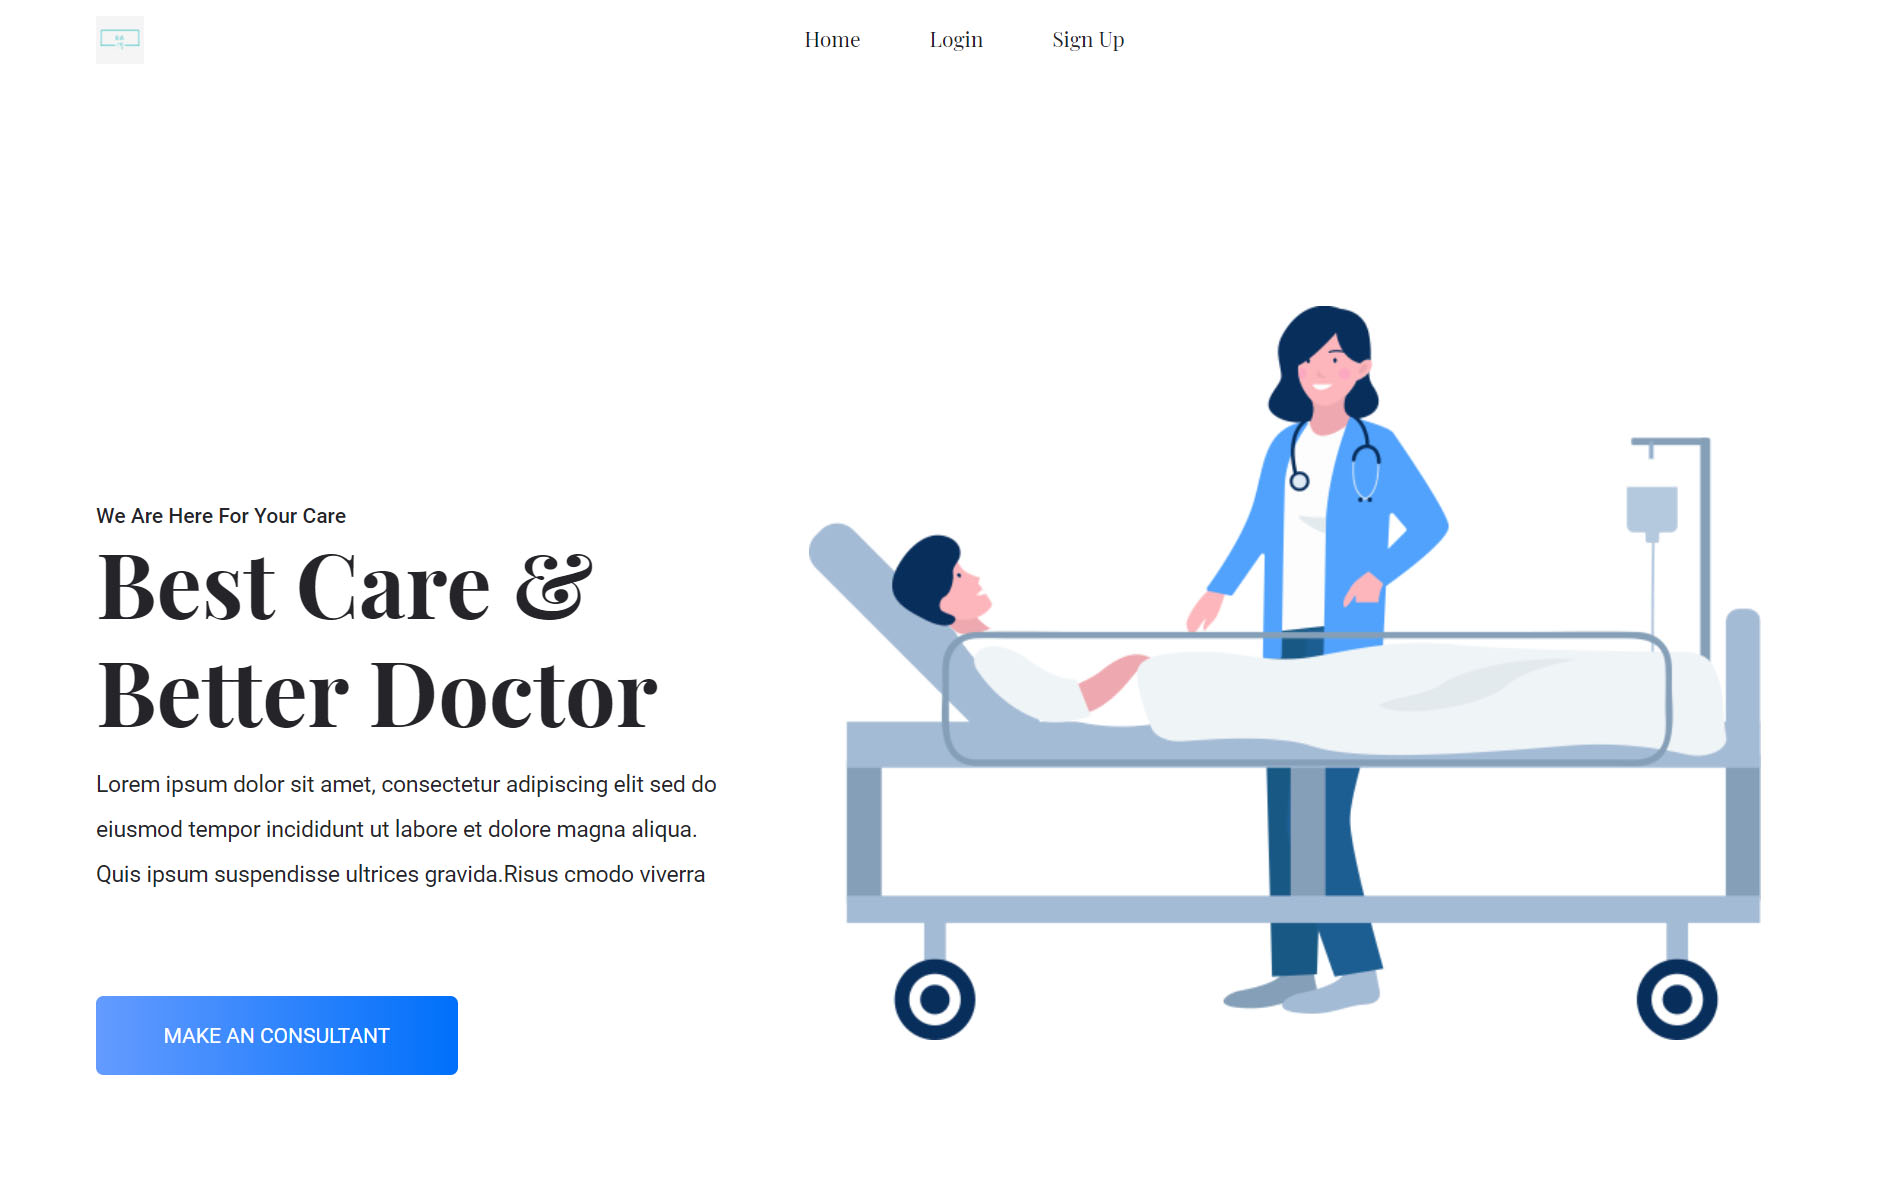 Home Login Sign Up
We Are Here For Your Care
Best Care &
Better Doctor
Lorem ipsum dolor sit amet, consectetur adipiscing elit sed do
eiusmod tempor incididunt ut labore et dolore magna aliqua.
Quis ipsum suspendisse ultrices gravida.Risus cmodo viverra
MAKE AN CONSULTANT